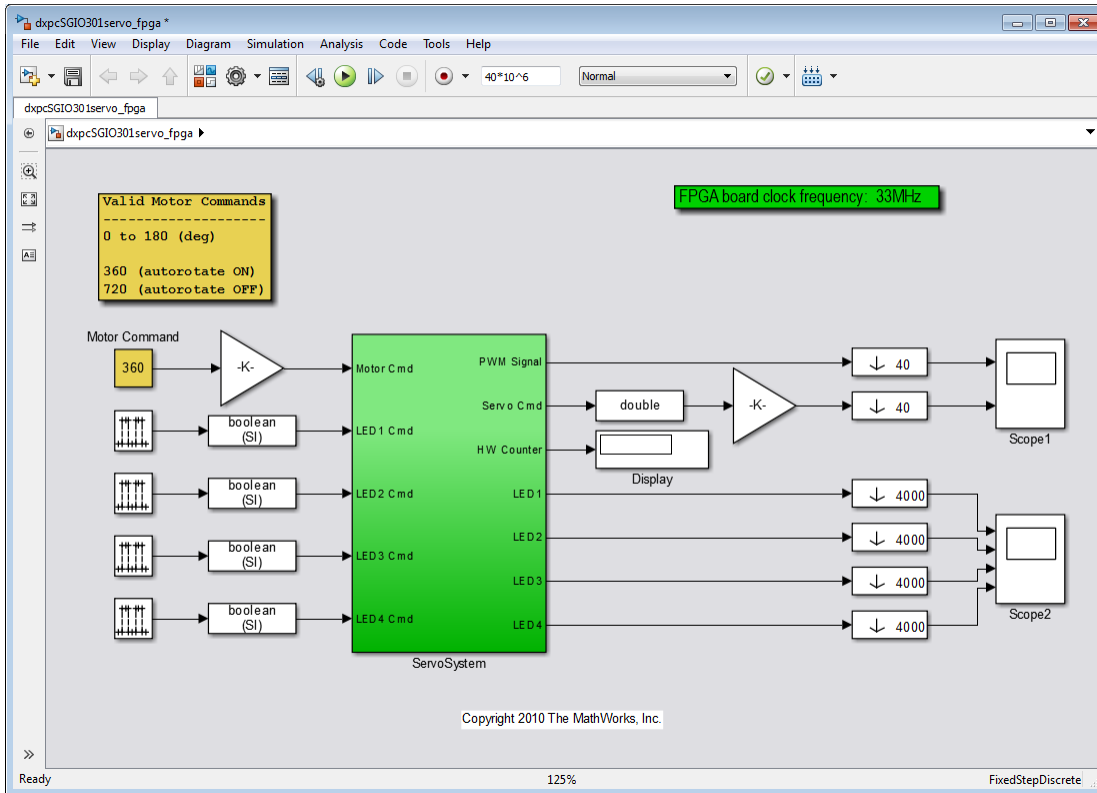 dxpcSGIO301servo_fpga *
File Edit View Display Diagram Simulation Analysis Code Tools Help
40*10^6
Normal
dxpcSGIO301servo_fpga
dxpcSGIO301servo_fpga
Valid Motor Commands
----------------------
0 to 180 (deg)
360 (autorotate ON)
720 (autorotate OFF)
FPGA board clock frequency: 33MHz
Motor Command
360
-K-
boolean
(SI)
boolean
(SI)
boolean
(SI)
boolean
(SI)
Motor Cmd
LED1 Cmd
LED2 Cmd
LED3 Cmd
LED4 Cmd
PWM Signal
Servo Cmd
HW Counter
LED1
LED2
LED3
LED4
ServoSystem
double
-K-
Display
40
40
4000
4000
4000
4000
Scope1
Scope2
Copyright 2010 The MathWorks, Inc.
A
Ready
125%
FixedStepDiscrete